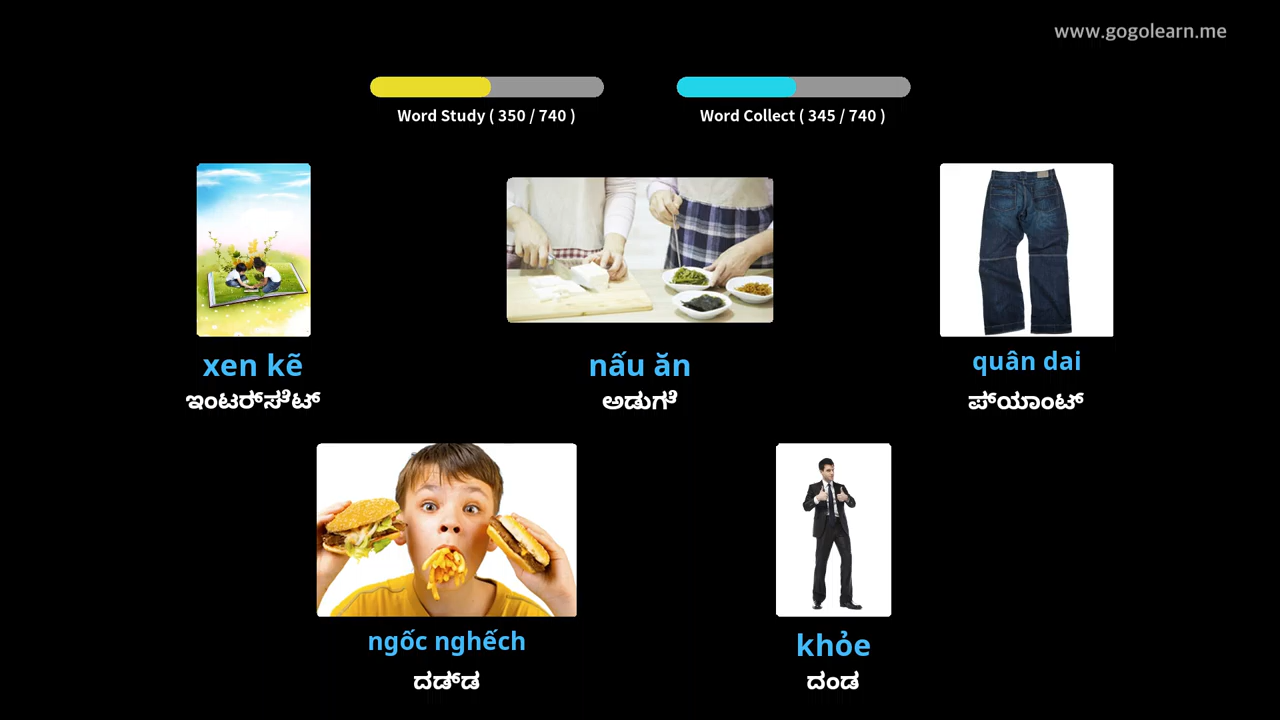 www.gogolearn.me
Word Study ( 350 / 740 )
Word Collect ( 345 / 740 )
xen kẽ
ಇಂಟರ್ಸೆಟ್
nấu ăn
ಅಡುಗೆ
quân dai
ಪ್ಯಾಂಟ್
ngốc nghếch
ದಡ್ಡ
khỏe
ದಂಡ